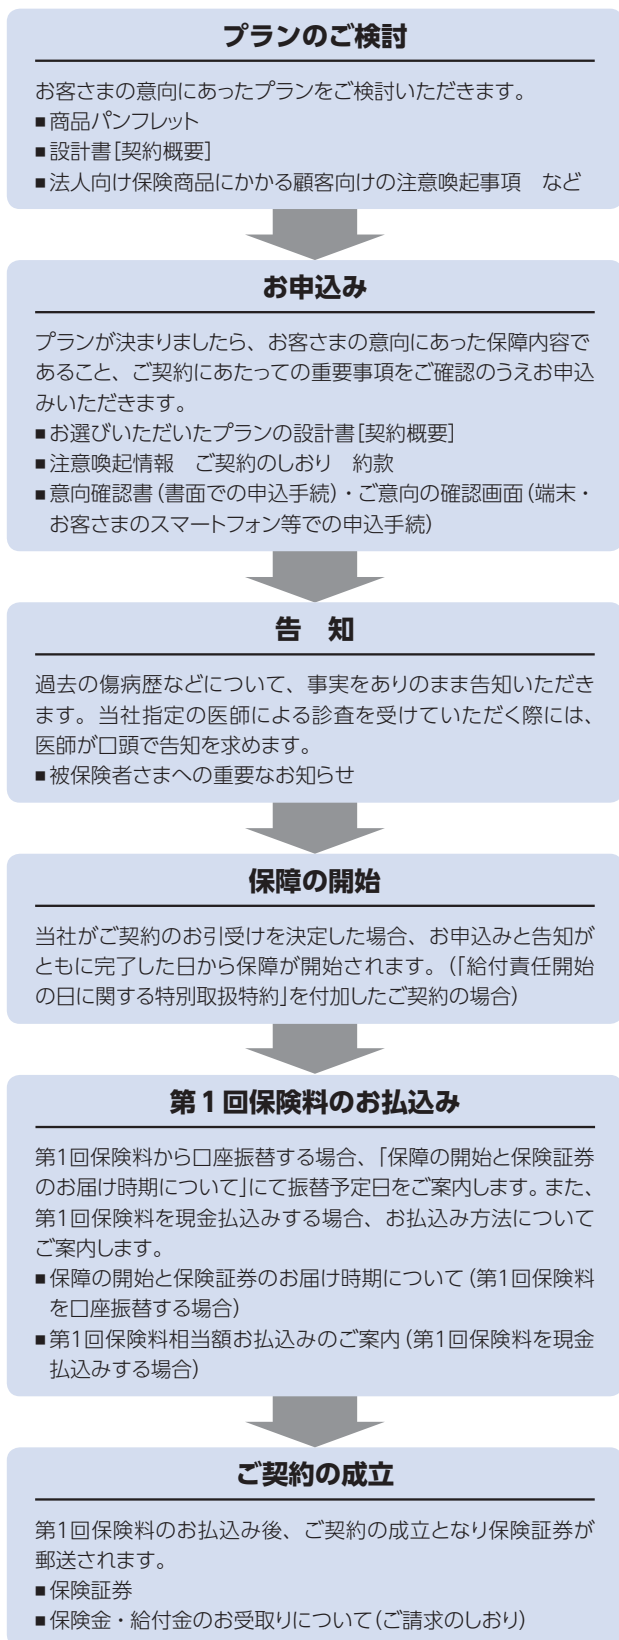 プランのご検討
お客さまの意向にあったプランをご検討いただきます。
■商品パンフレット
■設計書[契約概要]
■法人向け保険商品にかかる顧客向けの注意喚起事項　など
お申込み
プランが決まりましたら、お客さまの意向にあった保障内容で
あること、ご契約にあたっての重要事項をご確認のうえお申込
みいただきます。
■お選びいただいたプランの設計書[契約概要]
■注意喚起情報　ご契約のしおり　約款
■意向確認書(書面での申込手続)・ご意向の確認画面(端末・
お客さまのスマートフォン等での申込手続)
告　知
過去の傷病歴などについて、事実をありのまま告知いただき
ます。当社指定の医師による診査を受けていただく際には、
医師が口頭で告知を求めます。
■被保険者さまへの重要なお知らせ
保障の開始
当社がご契約のお引受けを決定した場合、お申込みと告知が
ともに完了した日から保障が開始されます。(「給付責任開始
の日に関する特別取扱特約」を付加したご契約の場合)
第1回保険料のお払込み
第1回保険料から口座振替する場合、「保障の開始と保険証券
のお届け時期について」にて振替予定日をご案内します。また、
第1回保険料を現金払込みする場合、お払込み方法について
ご案内します。
■保障の開始と保険証券のお届け時期について(第1回保険料
を口座振替する場合)
■第1回保険料相当額お払込みのご案内(第1回保険料を現金
払込みする場合)
ご契約の成立
第1回保険料のお払込み後、ご契約の成立となり保険証券が
郵送されます。
■保険証券
■保険金・給付金のお受取りについて(ご請求のしおり)